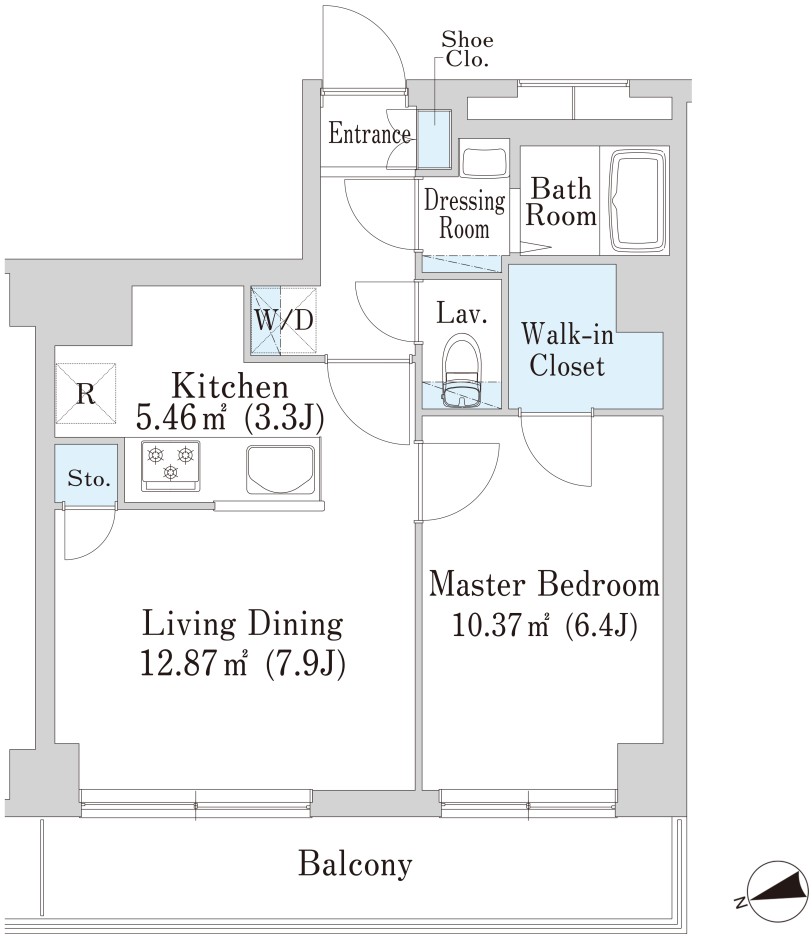 Shoe
Clo.
Entrance
Dressing
Room
Bath
Room
W/D
Lav.
Walk-in
Closet
R
Kitchen
5.46㎡ (3.3J)
Sto.
Master Bedroom
10.37㎡ (6.4J)
Living Dining
12.87㎡ (7.9J)
Balcony
N